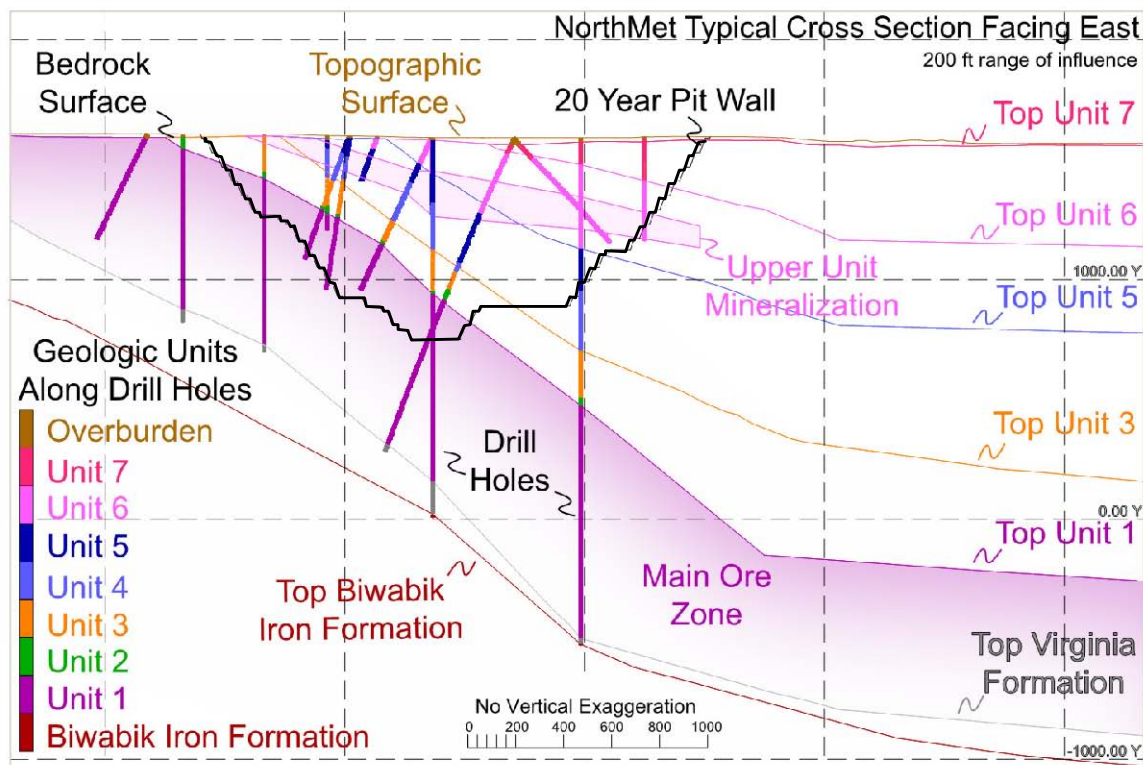 NorthMet Typical Cross Section Facing East
200 ft range of influence
Bedrock
Surface
Topographic
Surface
20 Year Pit Wall
Top Unit 7
Top Unit 6
Upper Unit
Mineralization
1000.00 Y
Top Unit 5
Geologic Units
Along Drill Holes
Overburden
Unit 7
Unit 6
Unit 5
Unit 4
Unit 3
Unit 2
Unit 1
Biwabik Iron Formation
Drill
Holes
Top Unit 3
0.00 Y
Top Unit 1
Top Biwabik
Iron Formation
Main Ore
Zone
Top Virginia
Formation
No Vertical Exaggeration
0 200 400 600 800 1000
-1000.00 Y